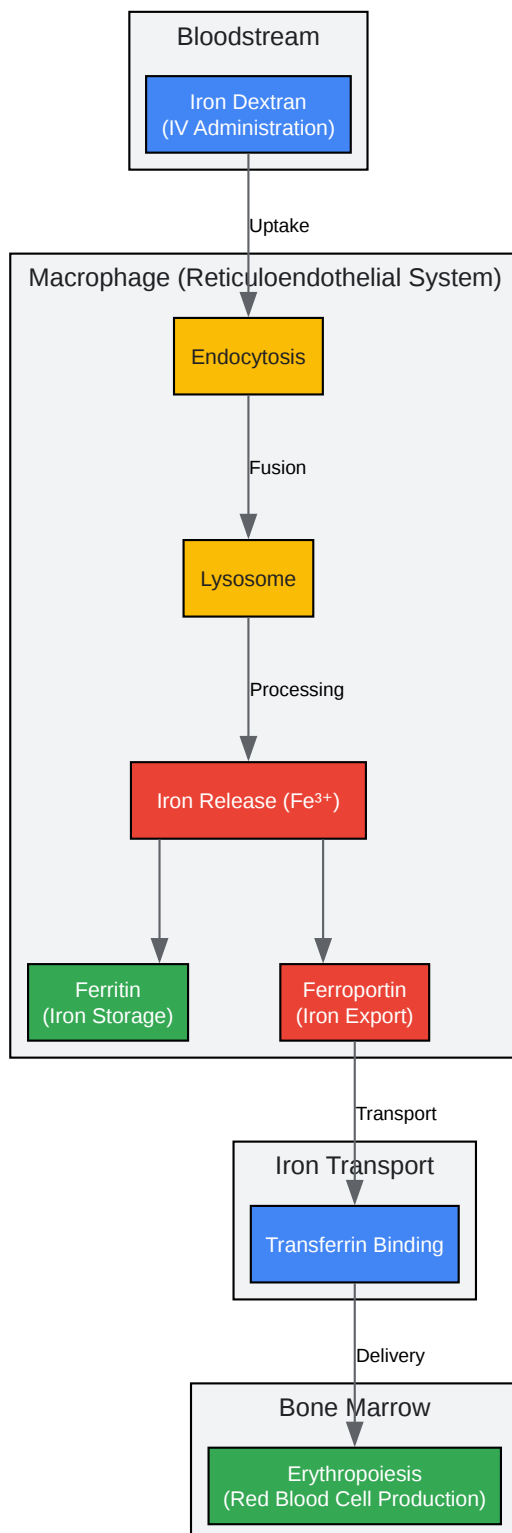 Bloodstream
Iron Dextran
(IV Administration)
Uptake
Macrophage (Reticuloendothelial System)
Endocytosis
Fusion
Lysosome
Processing
Iron Release (Fe³⁺)
Ferritin
(Iron Storage)
Ferroportin
(Iron Export)
Transport
Iron Transport
Transferrin Binding
Delivery
Bone Marrow
Erythropoiesis
(Red Blood Cell Production)